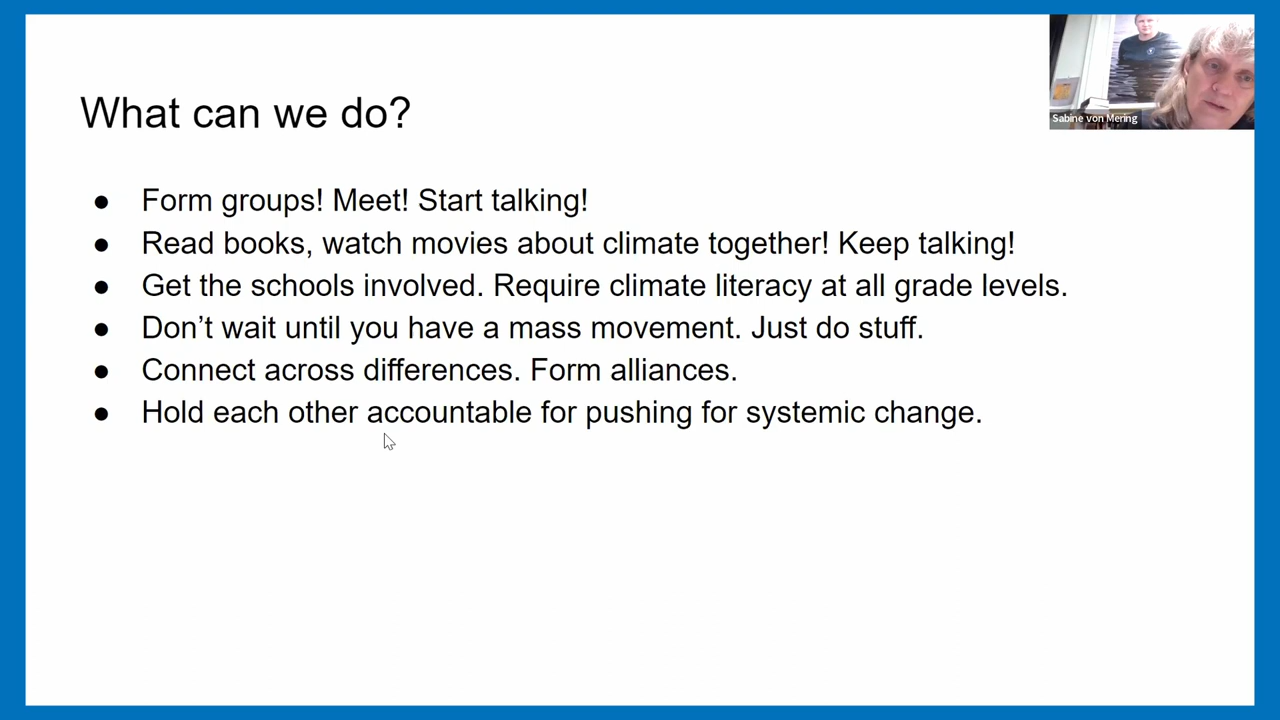 What can we do?
● Form groups! Meet! Start talking!
● Read books, watch movies about climate together! Keep talking!
● Get the schools involved. Require climate literacy at all grade levels.
● Don’t wait until you have a mass movement. Just do stuff.
● Connect across differences. Form alliances.
● Hold each other accountable for pushing for systemic change.
Sabine von Mering